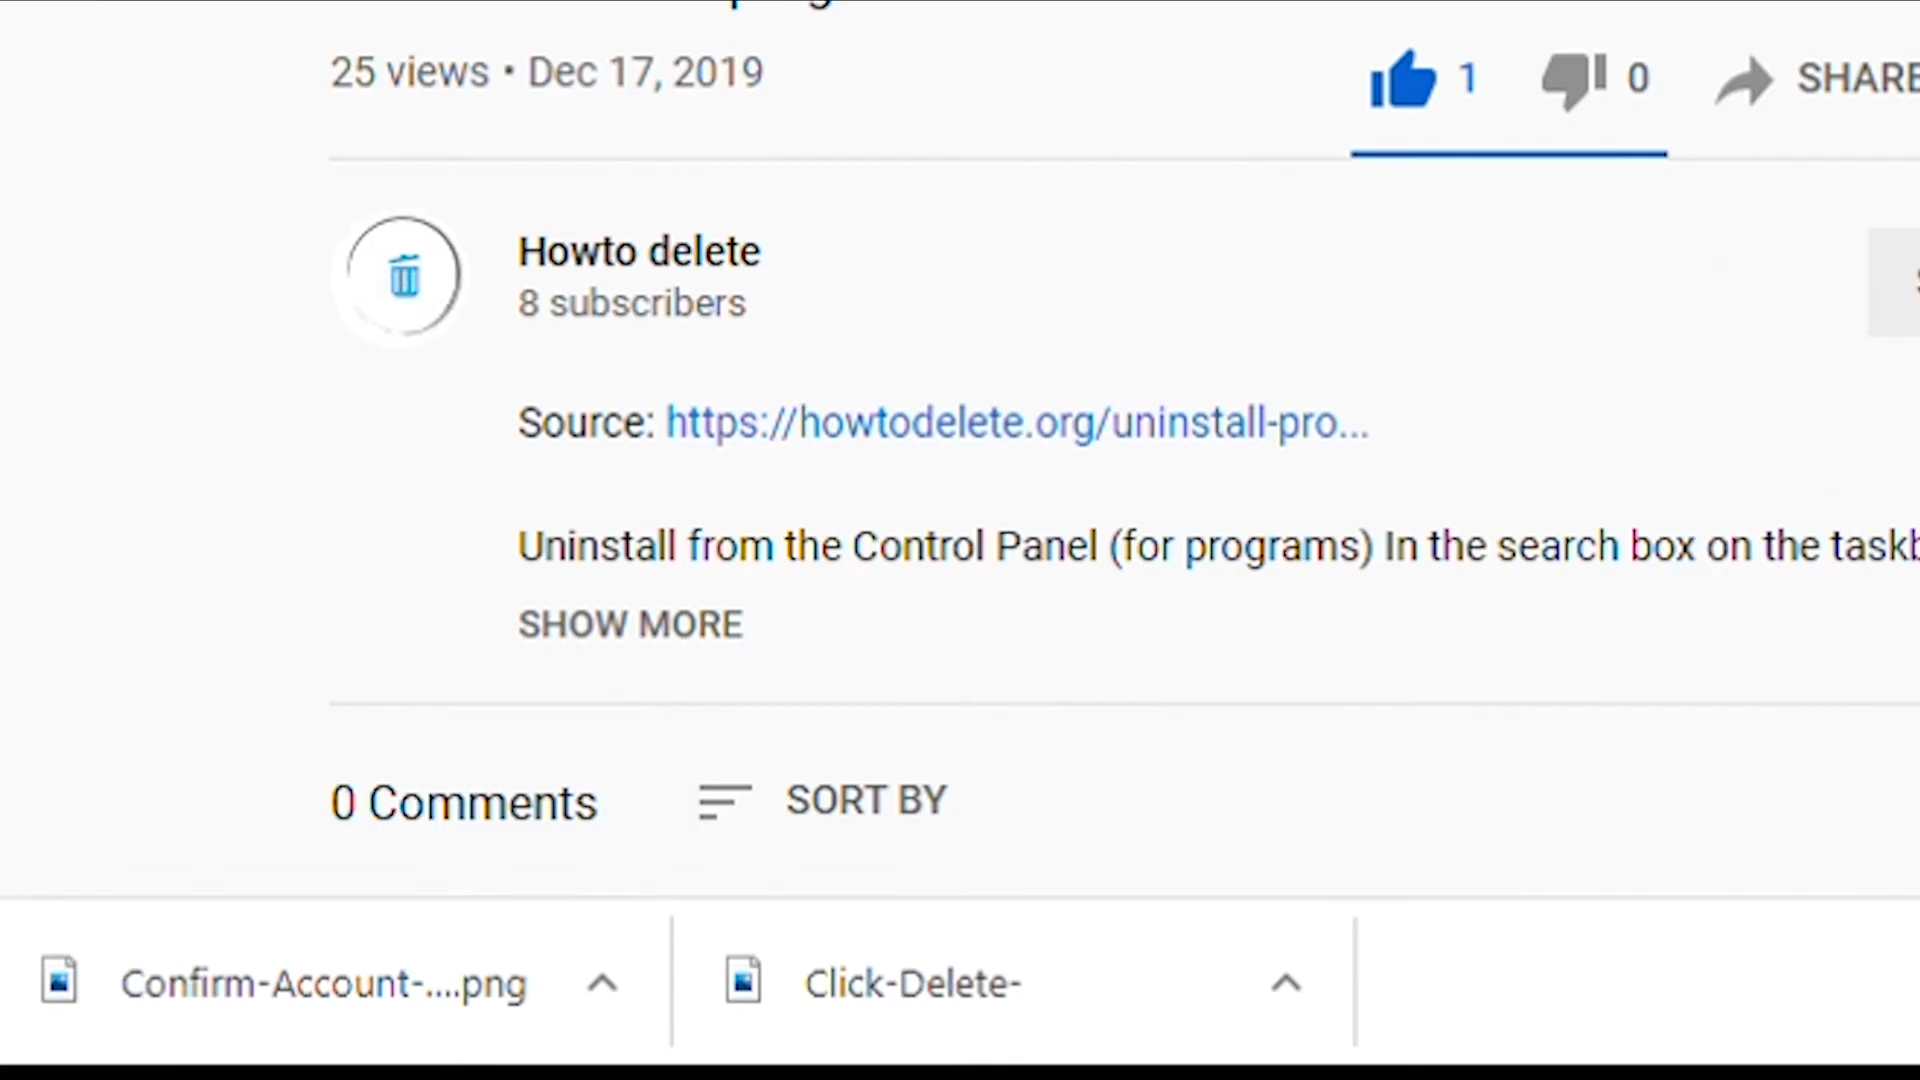 25 views • Dec 17, 2019
1
0
SHARE
Howto delete
8 subscribers
Source: https://howtodelete.org/uninstall-pro...
Uninstall from the Control Panel (for programs) In the search box on the taskb
SHOW MORE
0 Comments
SORT BY
Confirm-Account-....png
Click-Delete-